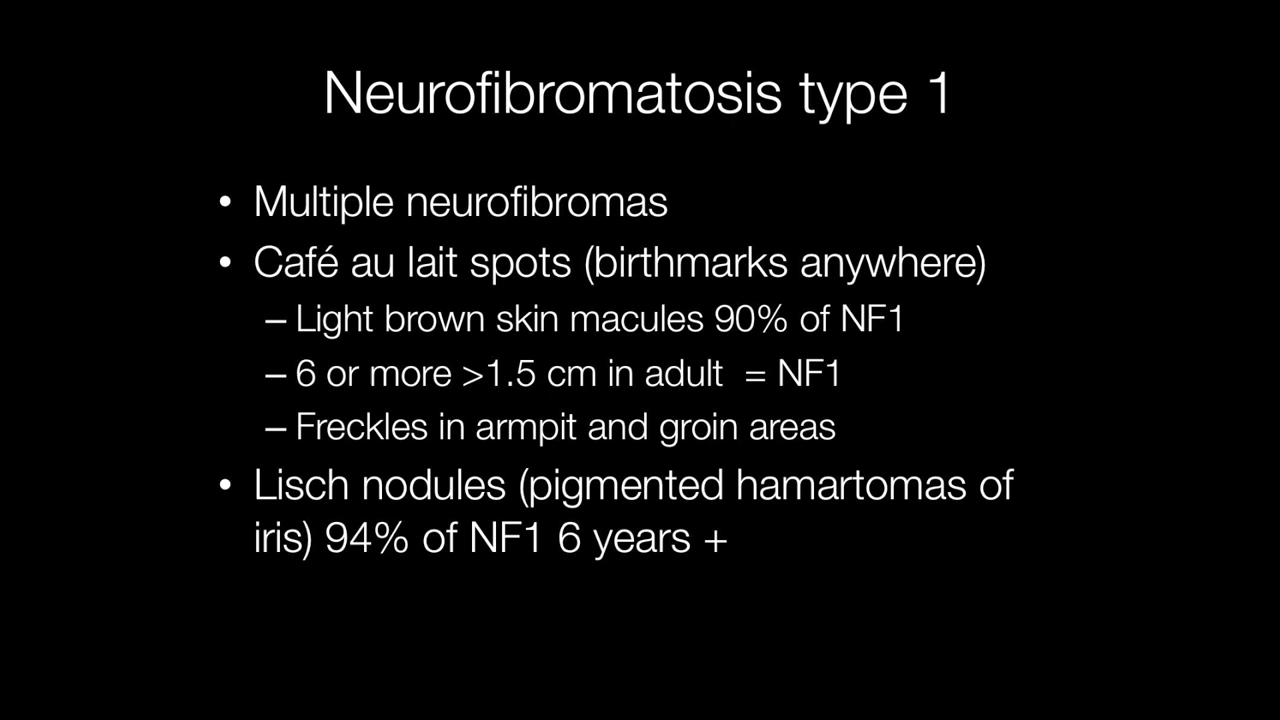 Neurofibromatosis type 1
• Multiple neurofibromas
• Café au lait spots (birthmarks anywhere)
– Light brown skin macules 90% of NF1
– 6 or more >1.5 cm in adult = NF1
– Freckles in armpit and groin areas
• Lisch nodules (pigmented hamartomas of
iris) 94% of NF1 6 years +